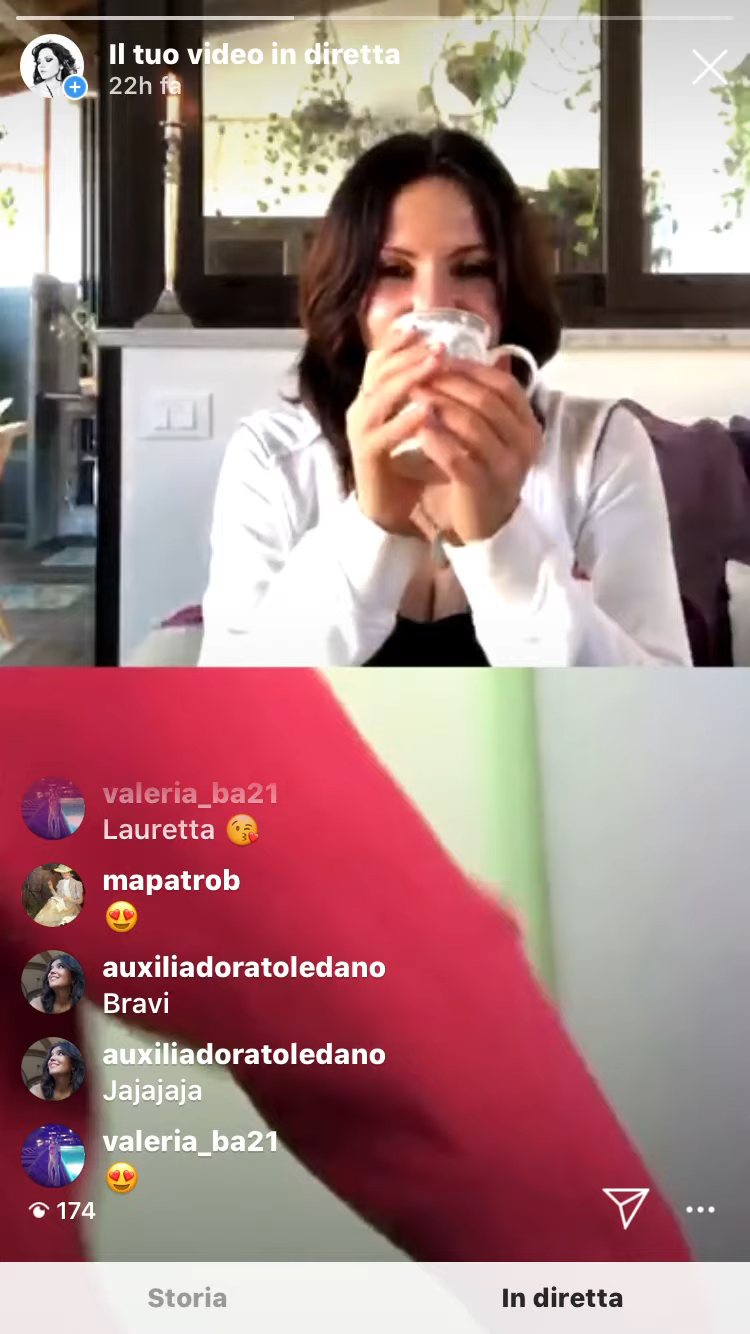 Il tuo video in diretta
22h fa
valeria_ba21
Lauretta 😘
mapatrob
😍
auxiliadoratoledano
Bravi
auxiliadoratoledano
Jajajaja
valeria_ba21
😍
174
Storia
In diretta